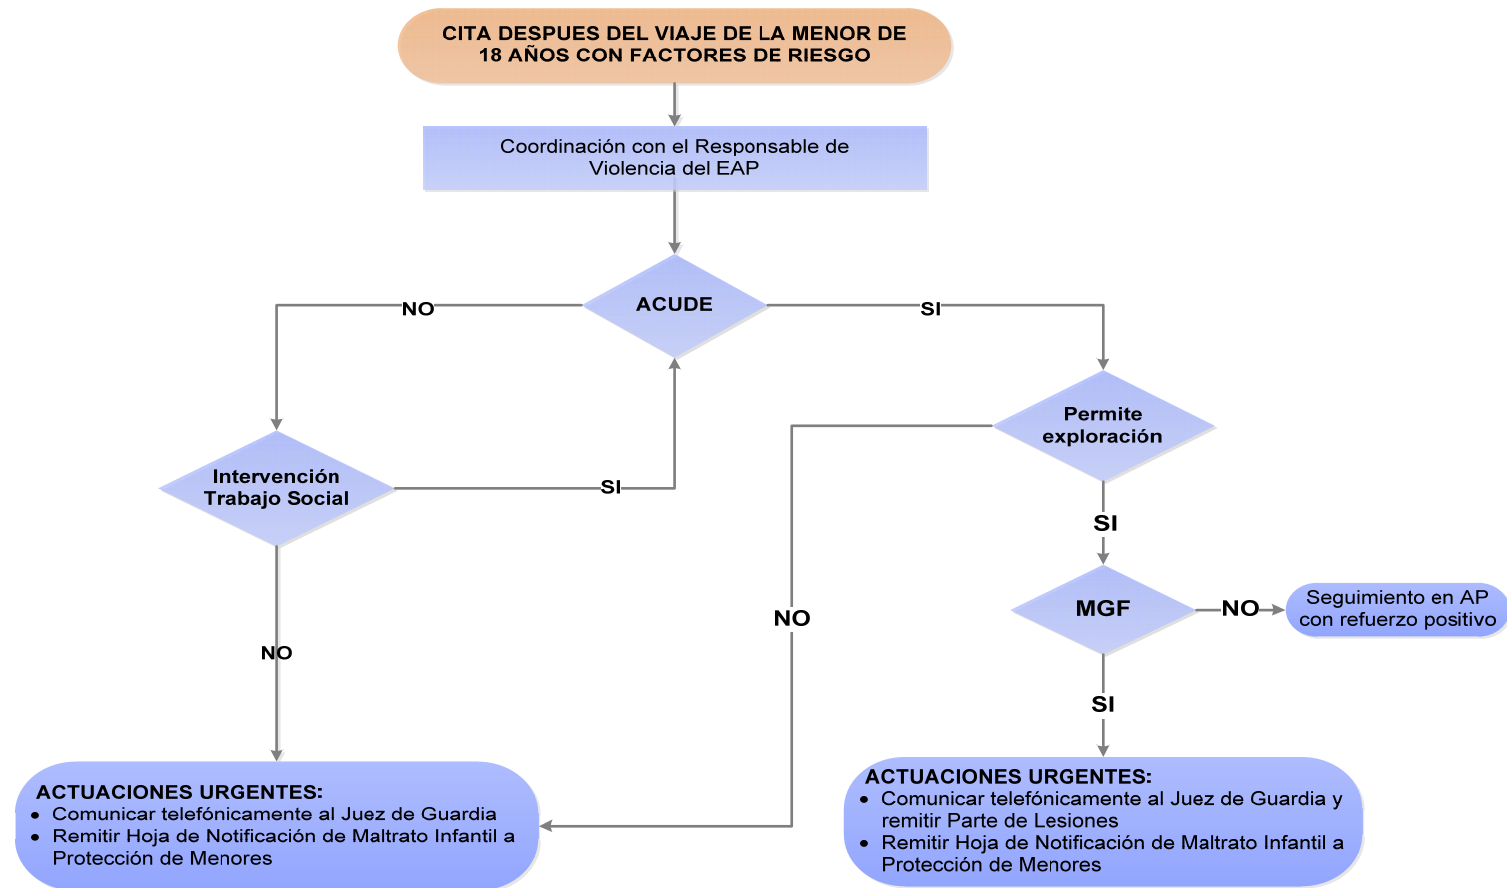 CITA DESPUES DEL VIAJE DE LA MENOR DE
18 AÑOS CON FACTORES DE RIESGO
Coordinación con el Responsable de
Violencia del EAP
ACUDE
NO
SI
Permite
exploración
Intervención
Trabajo Social
SI
SI
MGF
NO
Seguimiento en AP
con refuerzo positivo
NO
NO
SI
ACTUACIONES URGENTES:
• Comunicar telefónicamente al Juez de Guardia
• Remitir Hoja de Notificación de Maltrato Infantil a
Protección de Menores
ACTUACIONES URGENTES:
• Comunicar telefónicamente al Juez de Guardia y
remitir Parte de Lesiones
• Remitir Hoja de Notificación de Maltrato Infantil a
Protección de Menores